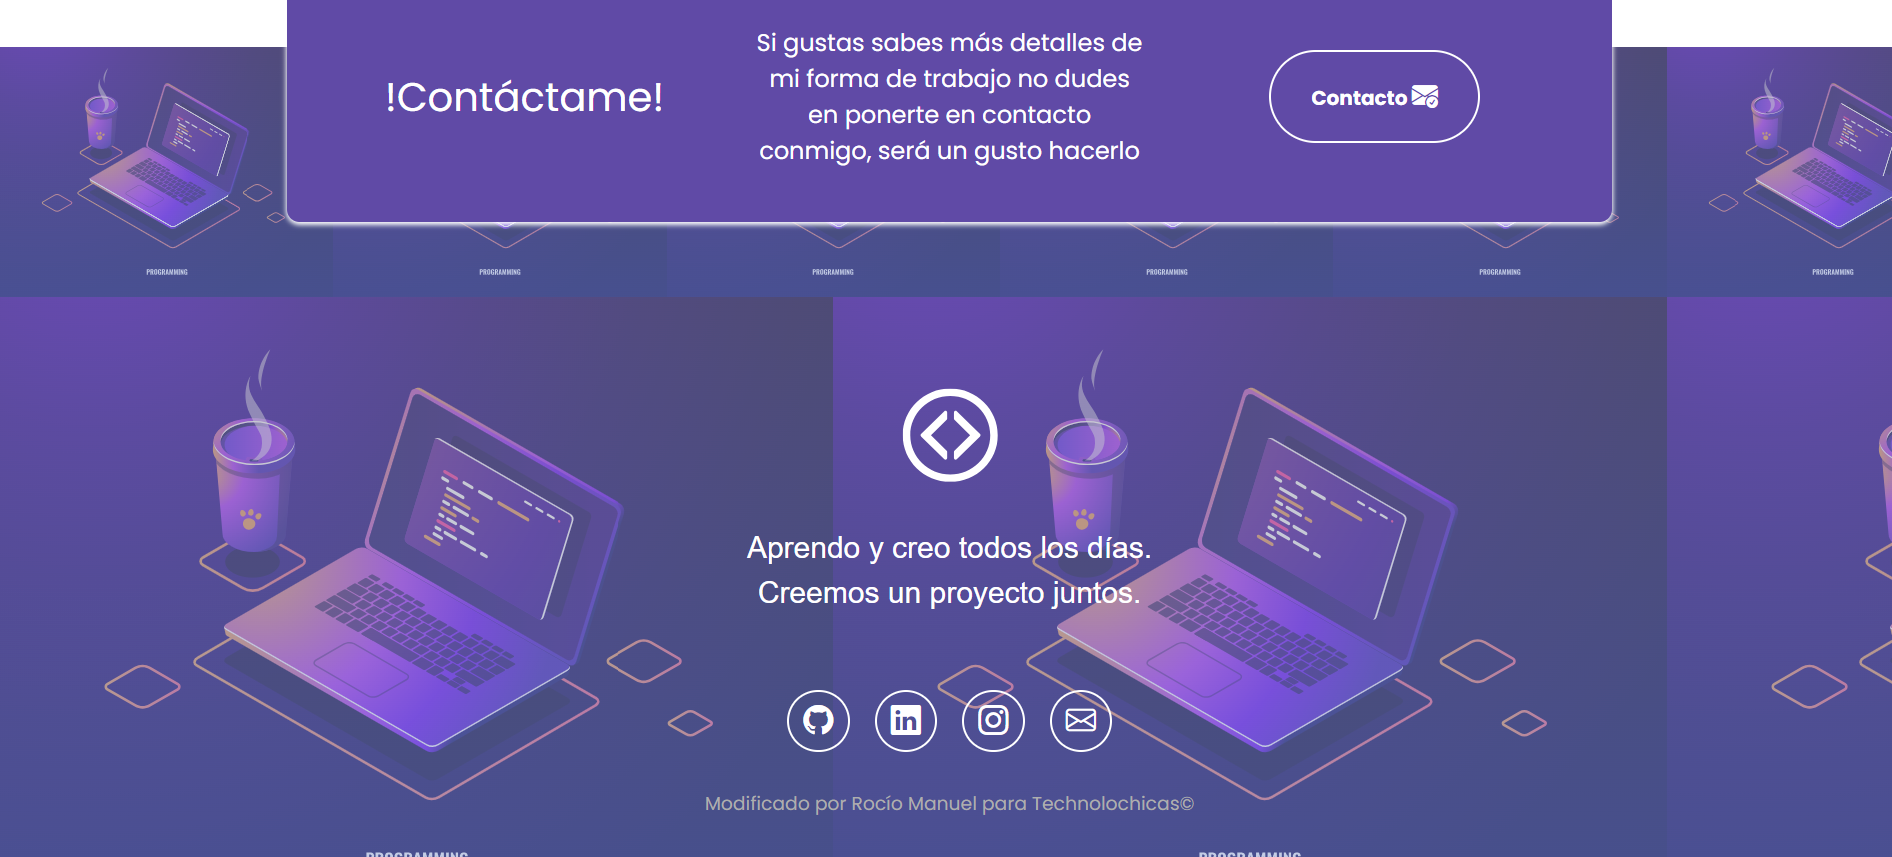 !Contáctame!
Si gustas sabes más detalles de
mi forma de trabajo no dudes
en ponerte en contacto
conmigo, será un gusto hacerlo
Contacto
PROGRAMMING
PROGRAMMING
PROGRAMMING
PROGRAMMING
PROGRAMMING
PROGRAMMING
Aprendo y creo todos los días.
Creemos un proyecto juntos.
in
Modificado por Rocío Manuel para Technolochicas©
PROGRAMMING
PROGRAMMING